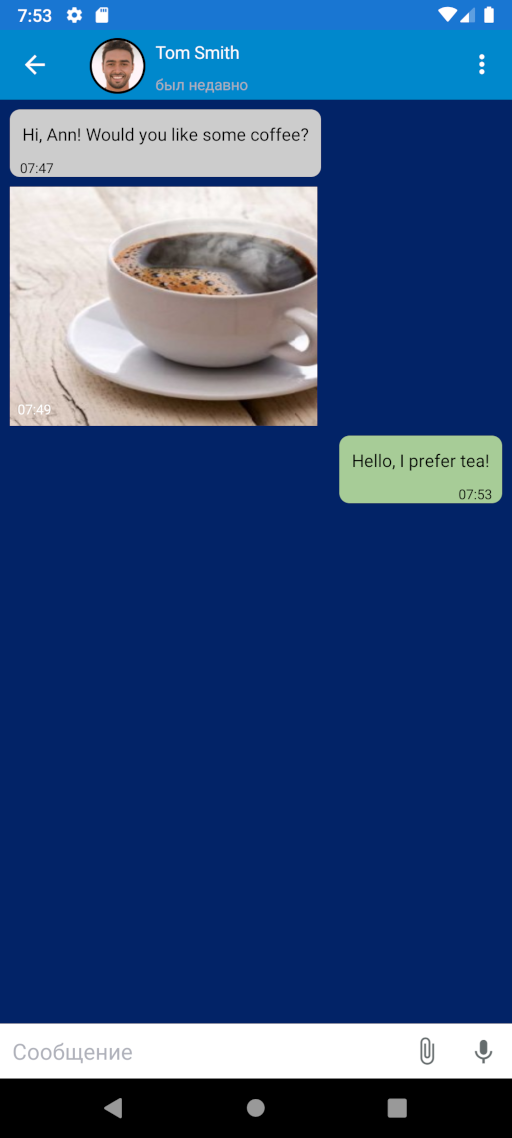 7:53
Tom Smith
был недавно
Hi, Ann! Would you like some coffee?
07:47
07:49
Hello, I prefer tea!
07:53
Сообщение